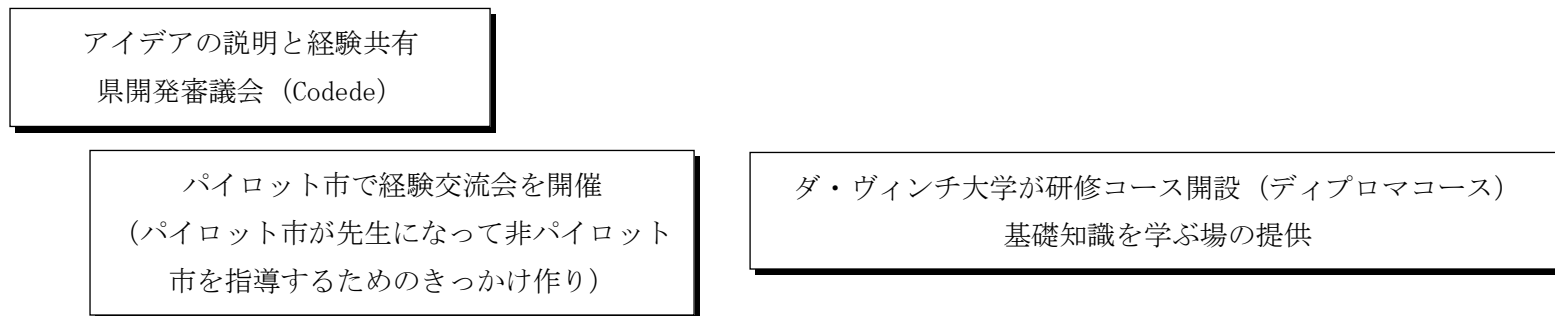 アイデアの説明と経験共有
県開発審議会（Codede）
パイロット市で経験交流会を開催
（パイロット市が先生になって非パイロット
市を指導するためのきっかけ作り）
ダ・ヴィンチ大学が研修コース開設（ディプロマコース）
基礎知識を学ぶ場の提供